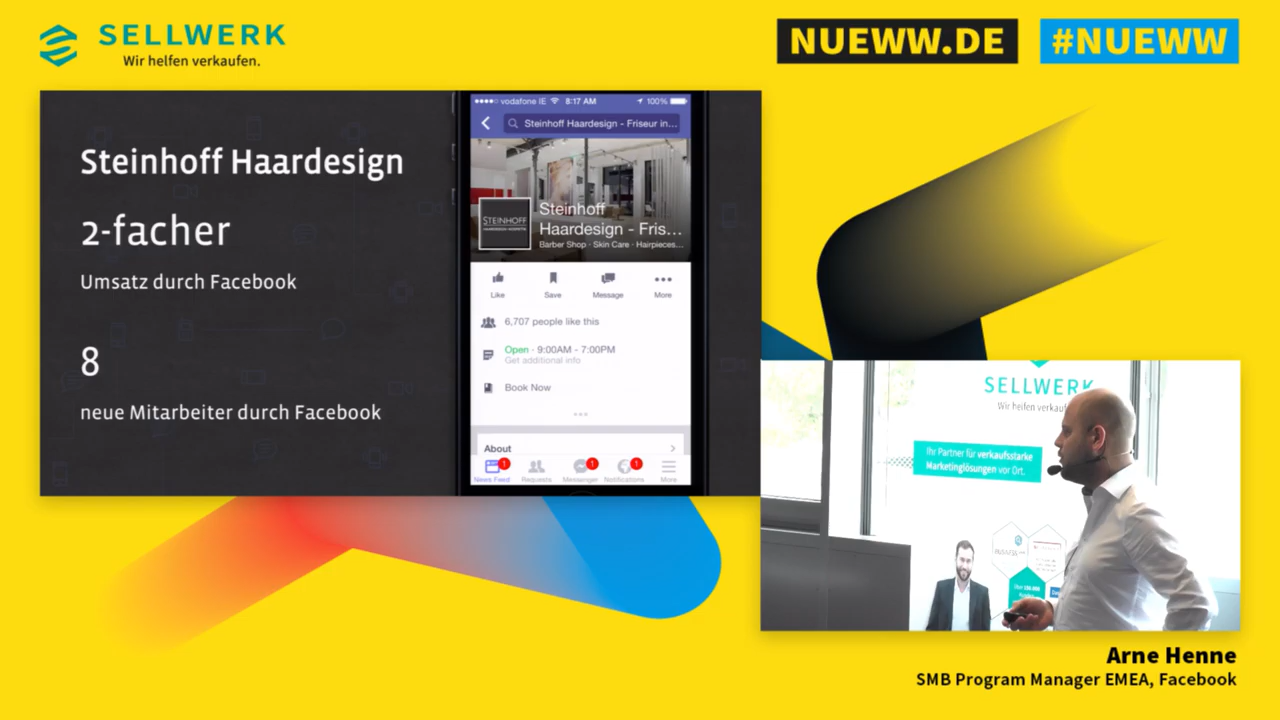 SELLWERK
Wir helfen verkaufen.
NUEWW.DE
#NUEWW
Steinhoff Haardesign
2-facher
Umsatz durch Facebook
8
neue Mitarbeiter durch Facebook
vodafone IE 8:17 AM 100%
Steinhoff Haardesign - Friseur in...
STEINHOFF
Steinhoff
Haardesign - Fris...
Barber Shop · Skin Care · Hairpieces...
Like Save Message More
6,707 people like this
Open · 9:00AM - 7:00PM
Get additional info
Book Now
About
1 1 1
News Feed Requests Messenger Notifications More
SELLWERK
Wir helfen verkauf
Ihr Partner für verkaufsstarke
Marketinglösungen vor Ort.
Arne Henne
SMB Program Manager EMEA, Facebook